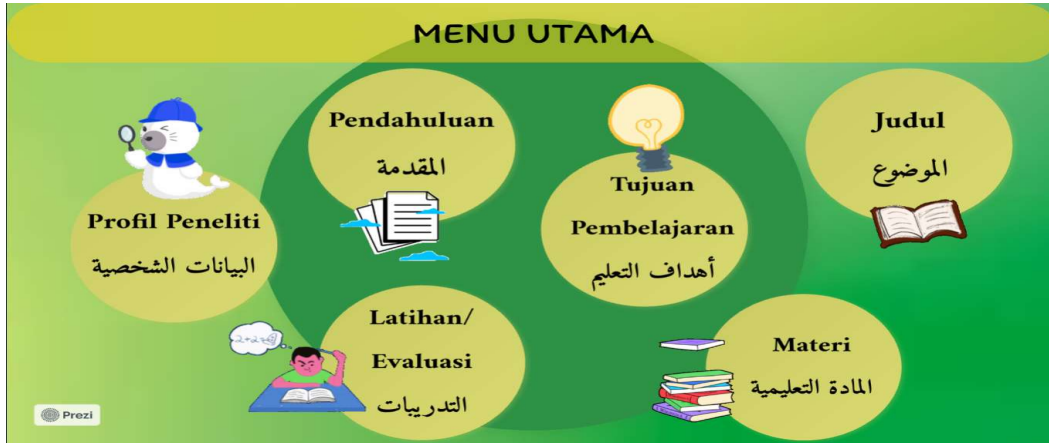 MENU UTAMA
Profil Peneliti
البيانات الشخصية
Pendahuluan
المقدمة
Tujuan
Pembelajaran
أهداف التعليم
Judul
الموضوع
Latihan/
Evaluasi
التدريبات
Materi
المادة التعليمية
Prezi